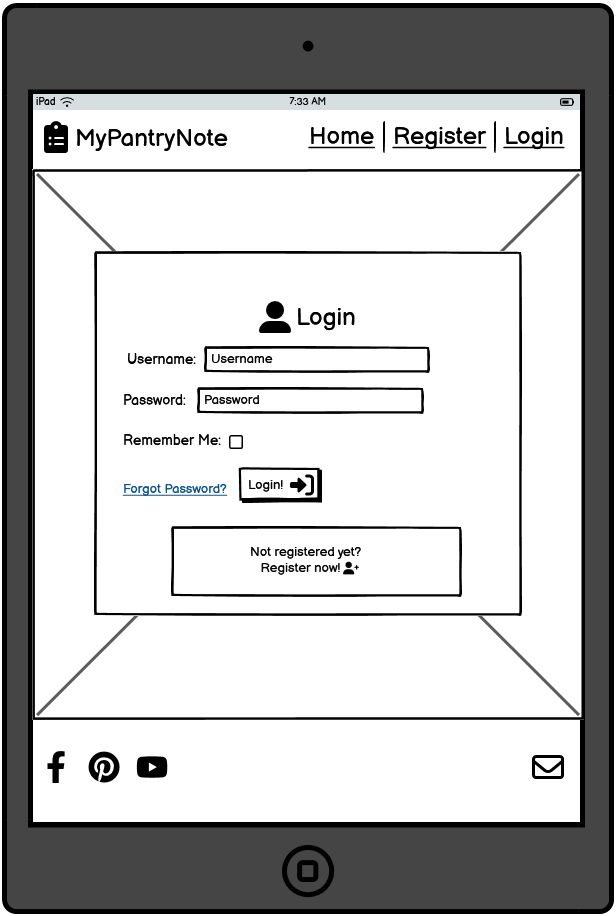 iPad 7:33 AM
MyPantryNote Home Register Login
Login
Username: Username
Password: Password
Remember Me:
Forgot Password? Login!
Not registered yet?
Register now!